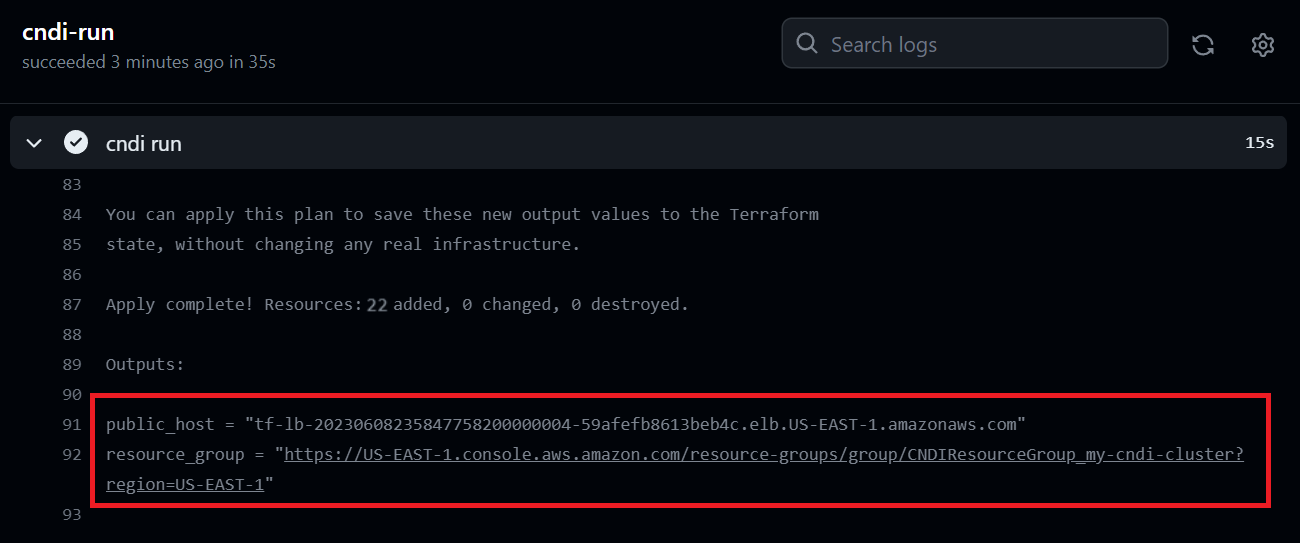 cndi-run
succeeded 3 minutes ago in 35s
Search logs
cndi run
15s
83
84 You can apply this plan to save these new output values to the Terraform
85 state, without changing any real infrastructure.
86
87 Apply complete! Resources: 22 added, 0 changed, 0 destroyed.
88
89 Outputs:
90
91 public_host = "tf-lb-20230608235847758200000004-59afefb8613beb4c.elb.US-EAST-1.amazonaws.com"
92 resource_group = "https://US-EAST-1.console.aws.amazon.com/resource-groups/group/CNDIResourceGroup_my-cndi-cluster?
region=US-EAST-1"
93